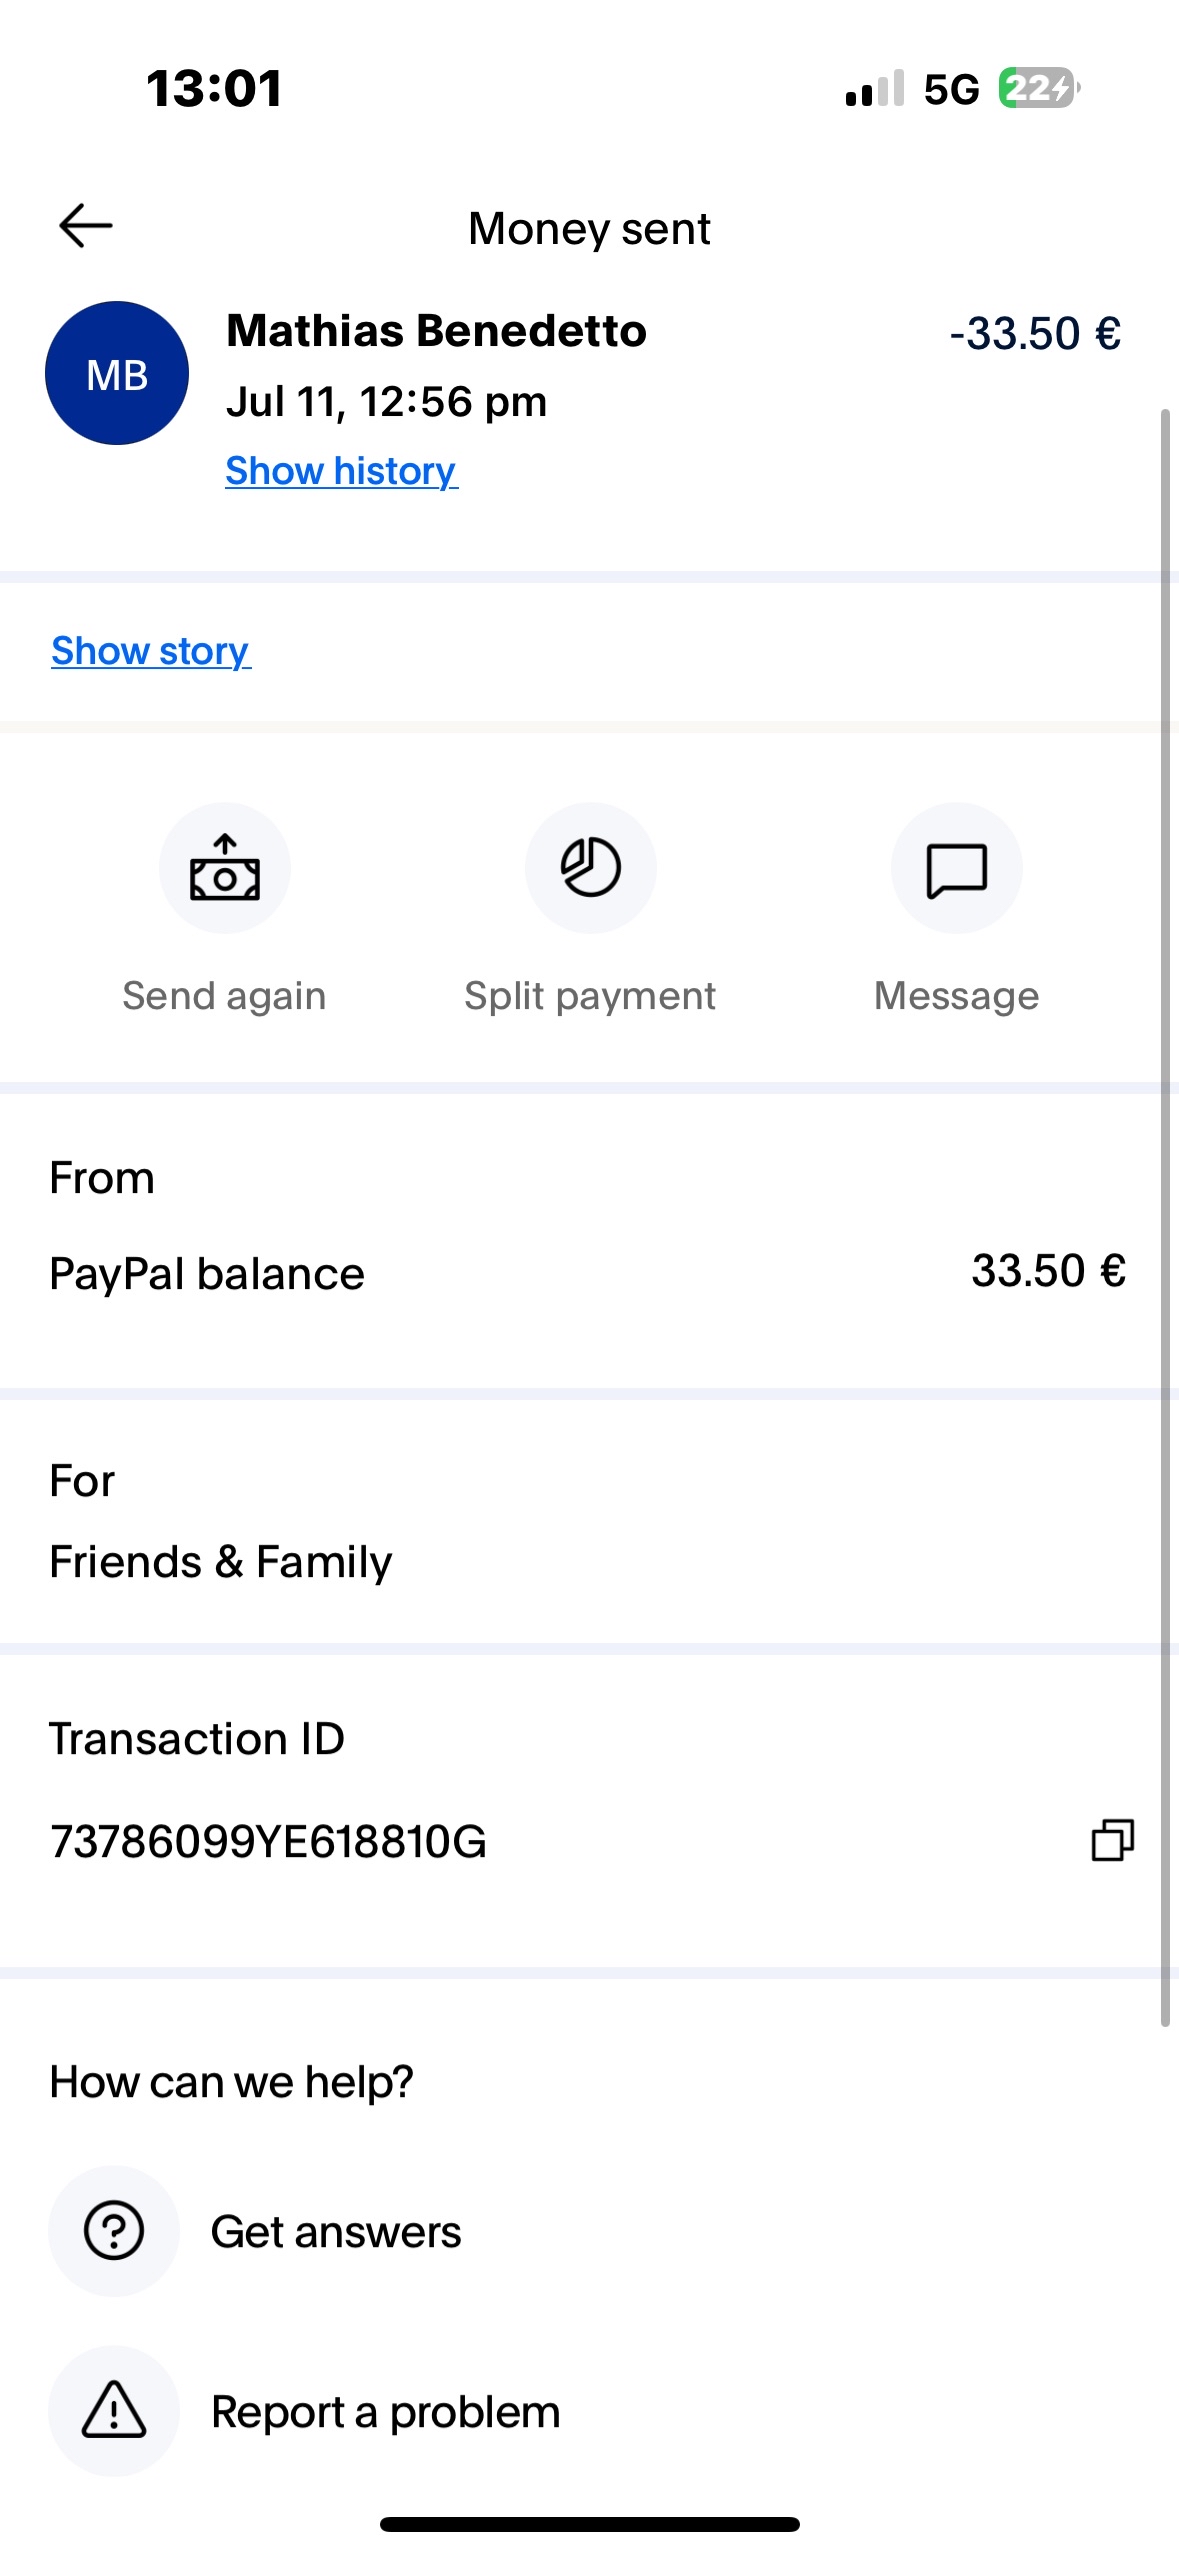 13:01
5G 22
Money sent
MB
Mathias Benedetto
-33.50 €
Jul 11, 12:56 pm
Show history
Show story
Send again
Split payment
Message
From
PayPal balance
33.50 €
For
Friends & Family
Transaction ID
73786099YE618810G
How can we help?
Get answers
Report a problem